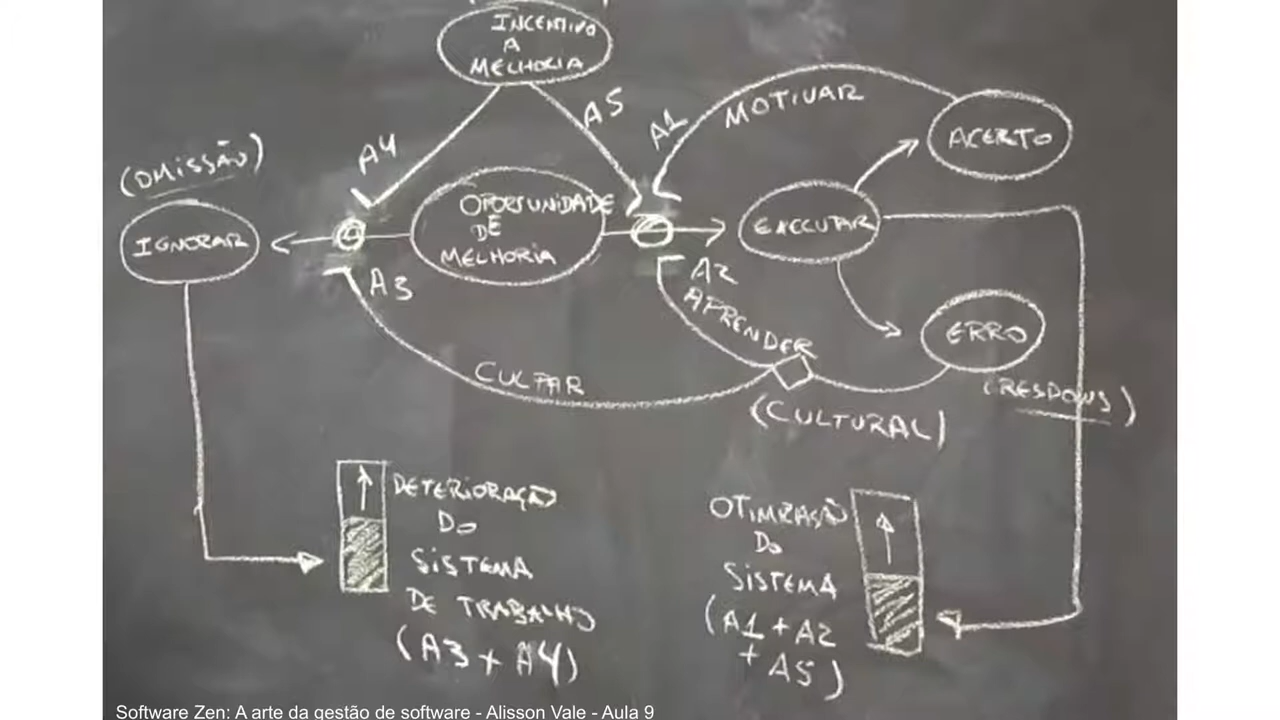 INCENTIVO
A
MELHORIA
A4
A5
A1
MOTIVAR
ACERTO
(OMISSÃO)
IGNORAR
OPORTUNIDADE
DE
MELHORIA
EXECUTAR
A3
A2
APRENDER
ERRO
CULPAR
(CULTURAL)
(RESPONS)
DETERIORAÇÃO
DO
SISTEMA
DE TRABALHO
(A3 + A4)
OTIMIZAÇÃO
DO
SISTEMA
(A1 + A2
+ A5)
Software Zen: A arte da gestão de software - Alisson Vale - Aula 9